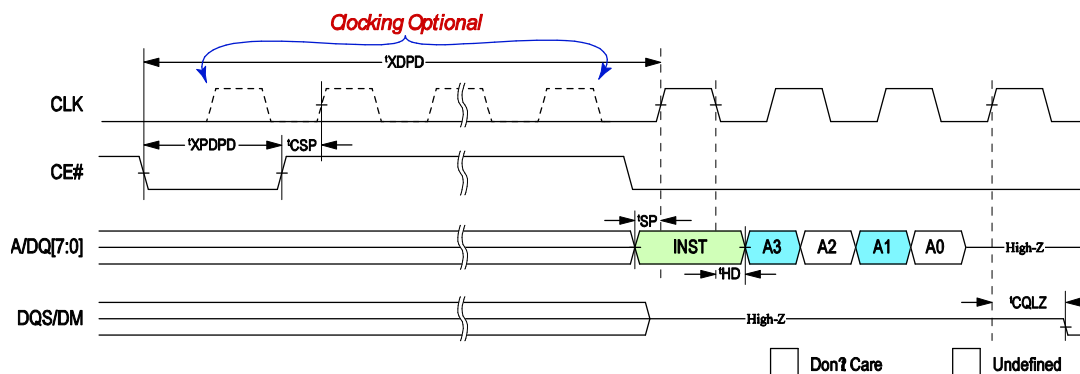 Clocking Optional
tXDPD
CLK
tXPDPD
tCSP
CE#
tSP
A/DQ[7:0]
INST
A3
A2
A1
A0
High-Z
tHD
tCQLZ
DQS/DM
High-Z
Don? Care
Undefined